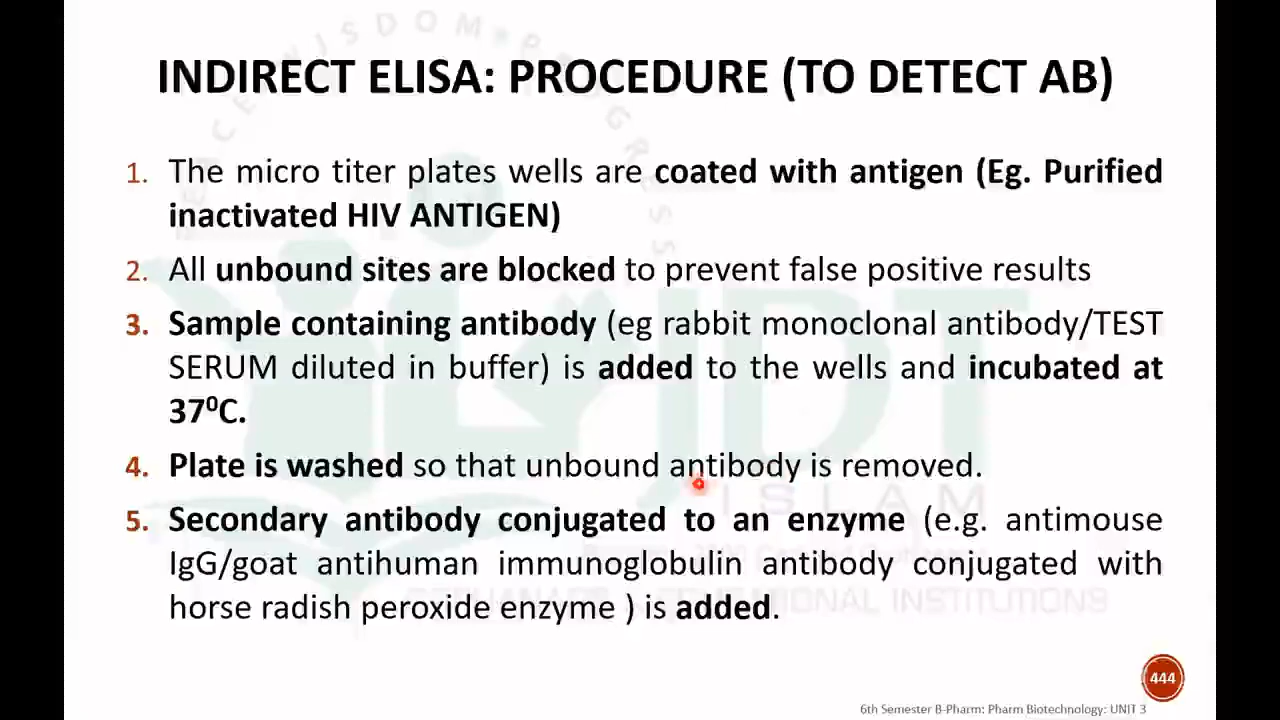 INDIRECT ELISA: PROCEDURE (TO DETECT AB)
1. The micro titer plates wells are coated with antigen (Eg. Purified
inactivated HIV ANTIGEN)
2. All unbound sites are blocked to prevent false positive results
3. Sample containing antibody (eg rabbit monoclonal antibody/TEST
SERUM diluted in buffer) is added to the wells and incubated at
37⁰C.
4. Plate is washed so that unbound antibody is removed.
5. Secondary antibody conjugated to an enzyme (e.g. antimouse
IgG/goat antihuman immunoglobulin antibody conjugated with
horse radish peroxide enzyme ) is added.
JDT
ISLAM
EDUCATIONAL INSTITUTIONS
444
6th Semester B-Pharm: Pharm Biotechnology: UNIT 3